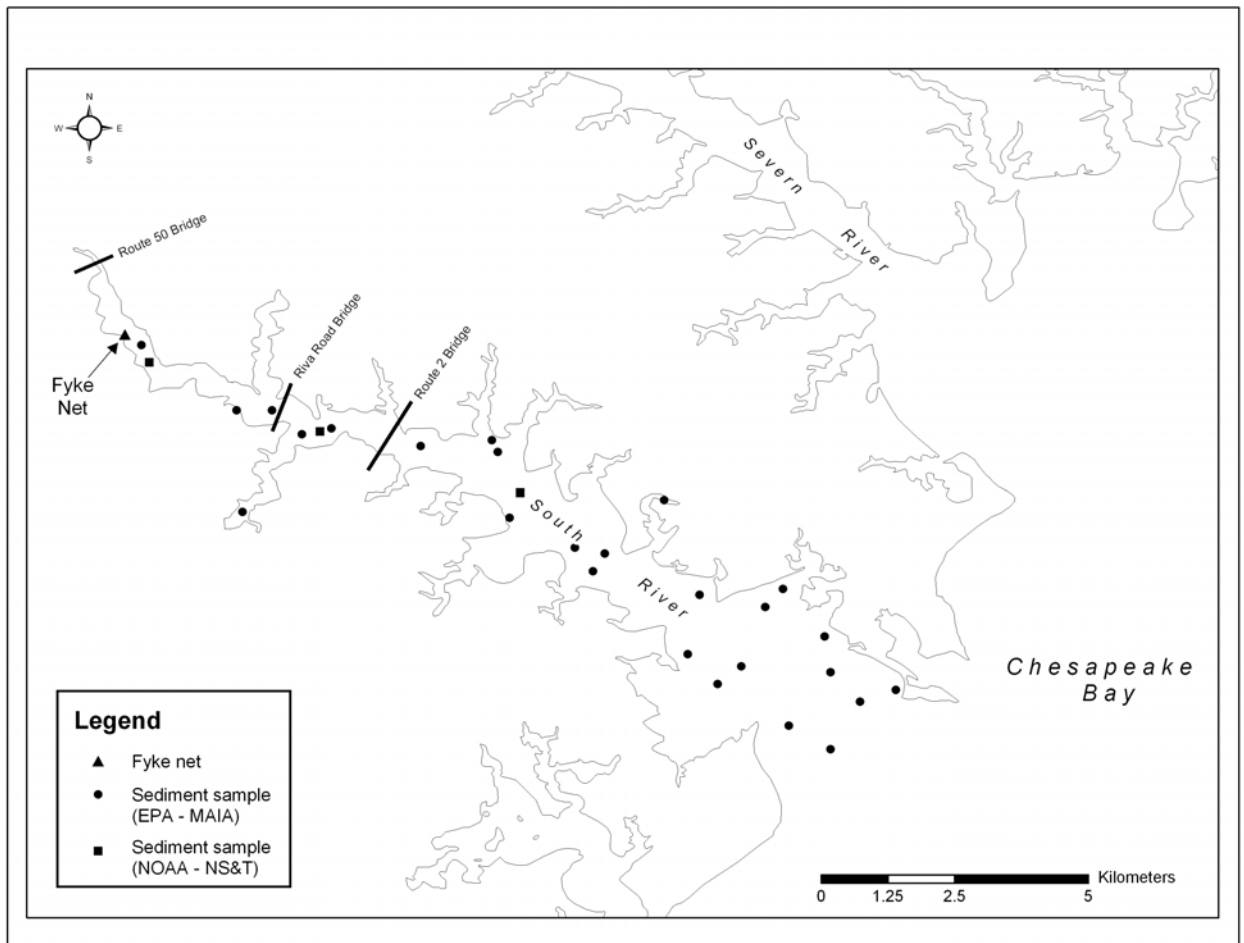 N
W E
S
Severn
River
Route 50 Bridge
Riva Road Bridge
Route 2 Bridge
Fyke
Net
South
River
Chesapeake
Bay
Legend
Fyke net
Sediment sample
(EPA - MAIA)
Sediment sample
(NOAA - NS&T)
Kilometers
0 1.25 2.5 5